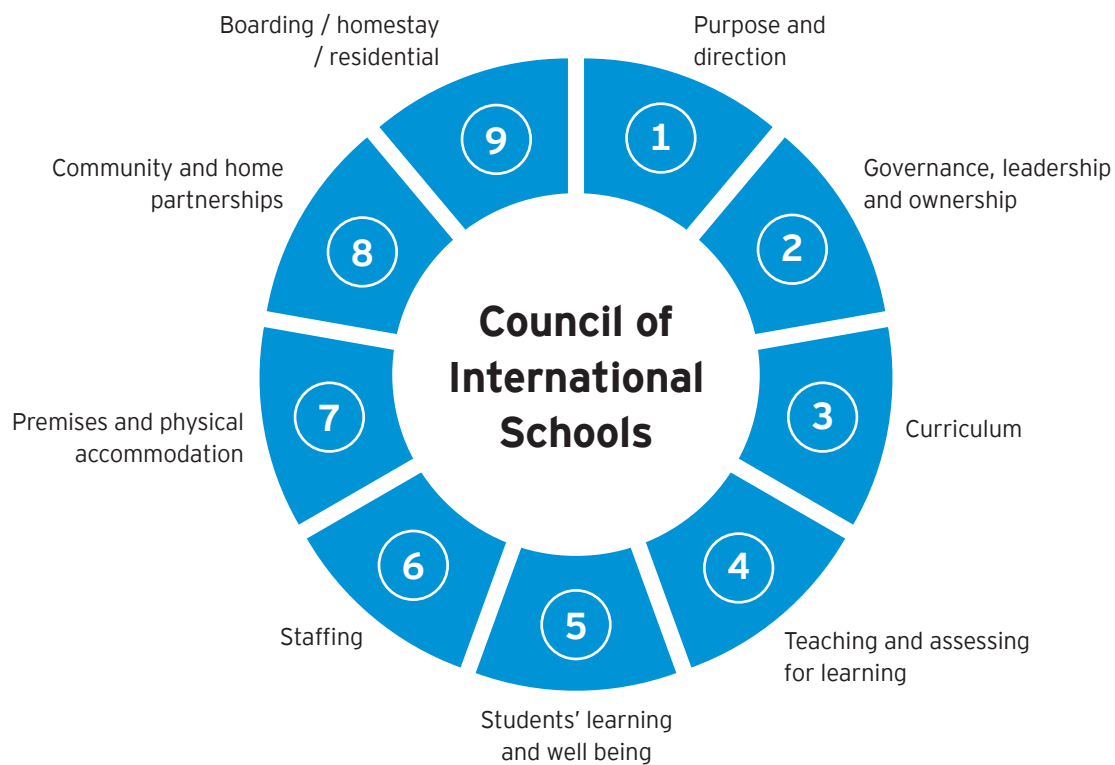 Boarding / homestay
/ residential
Purpose and
direction
9
1
Community and home
partnerships
Governance, leadership
and ownership
8
2
Council of
International
Schools
Premises and physical
accommodation
7
3
Curriculum
6
4
Staffing
5
Teaching and assessing
for learning
Students’ learning
and well being